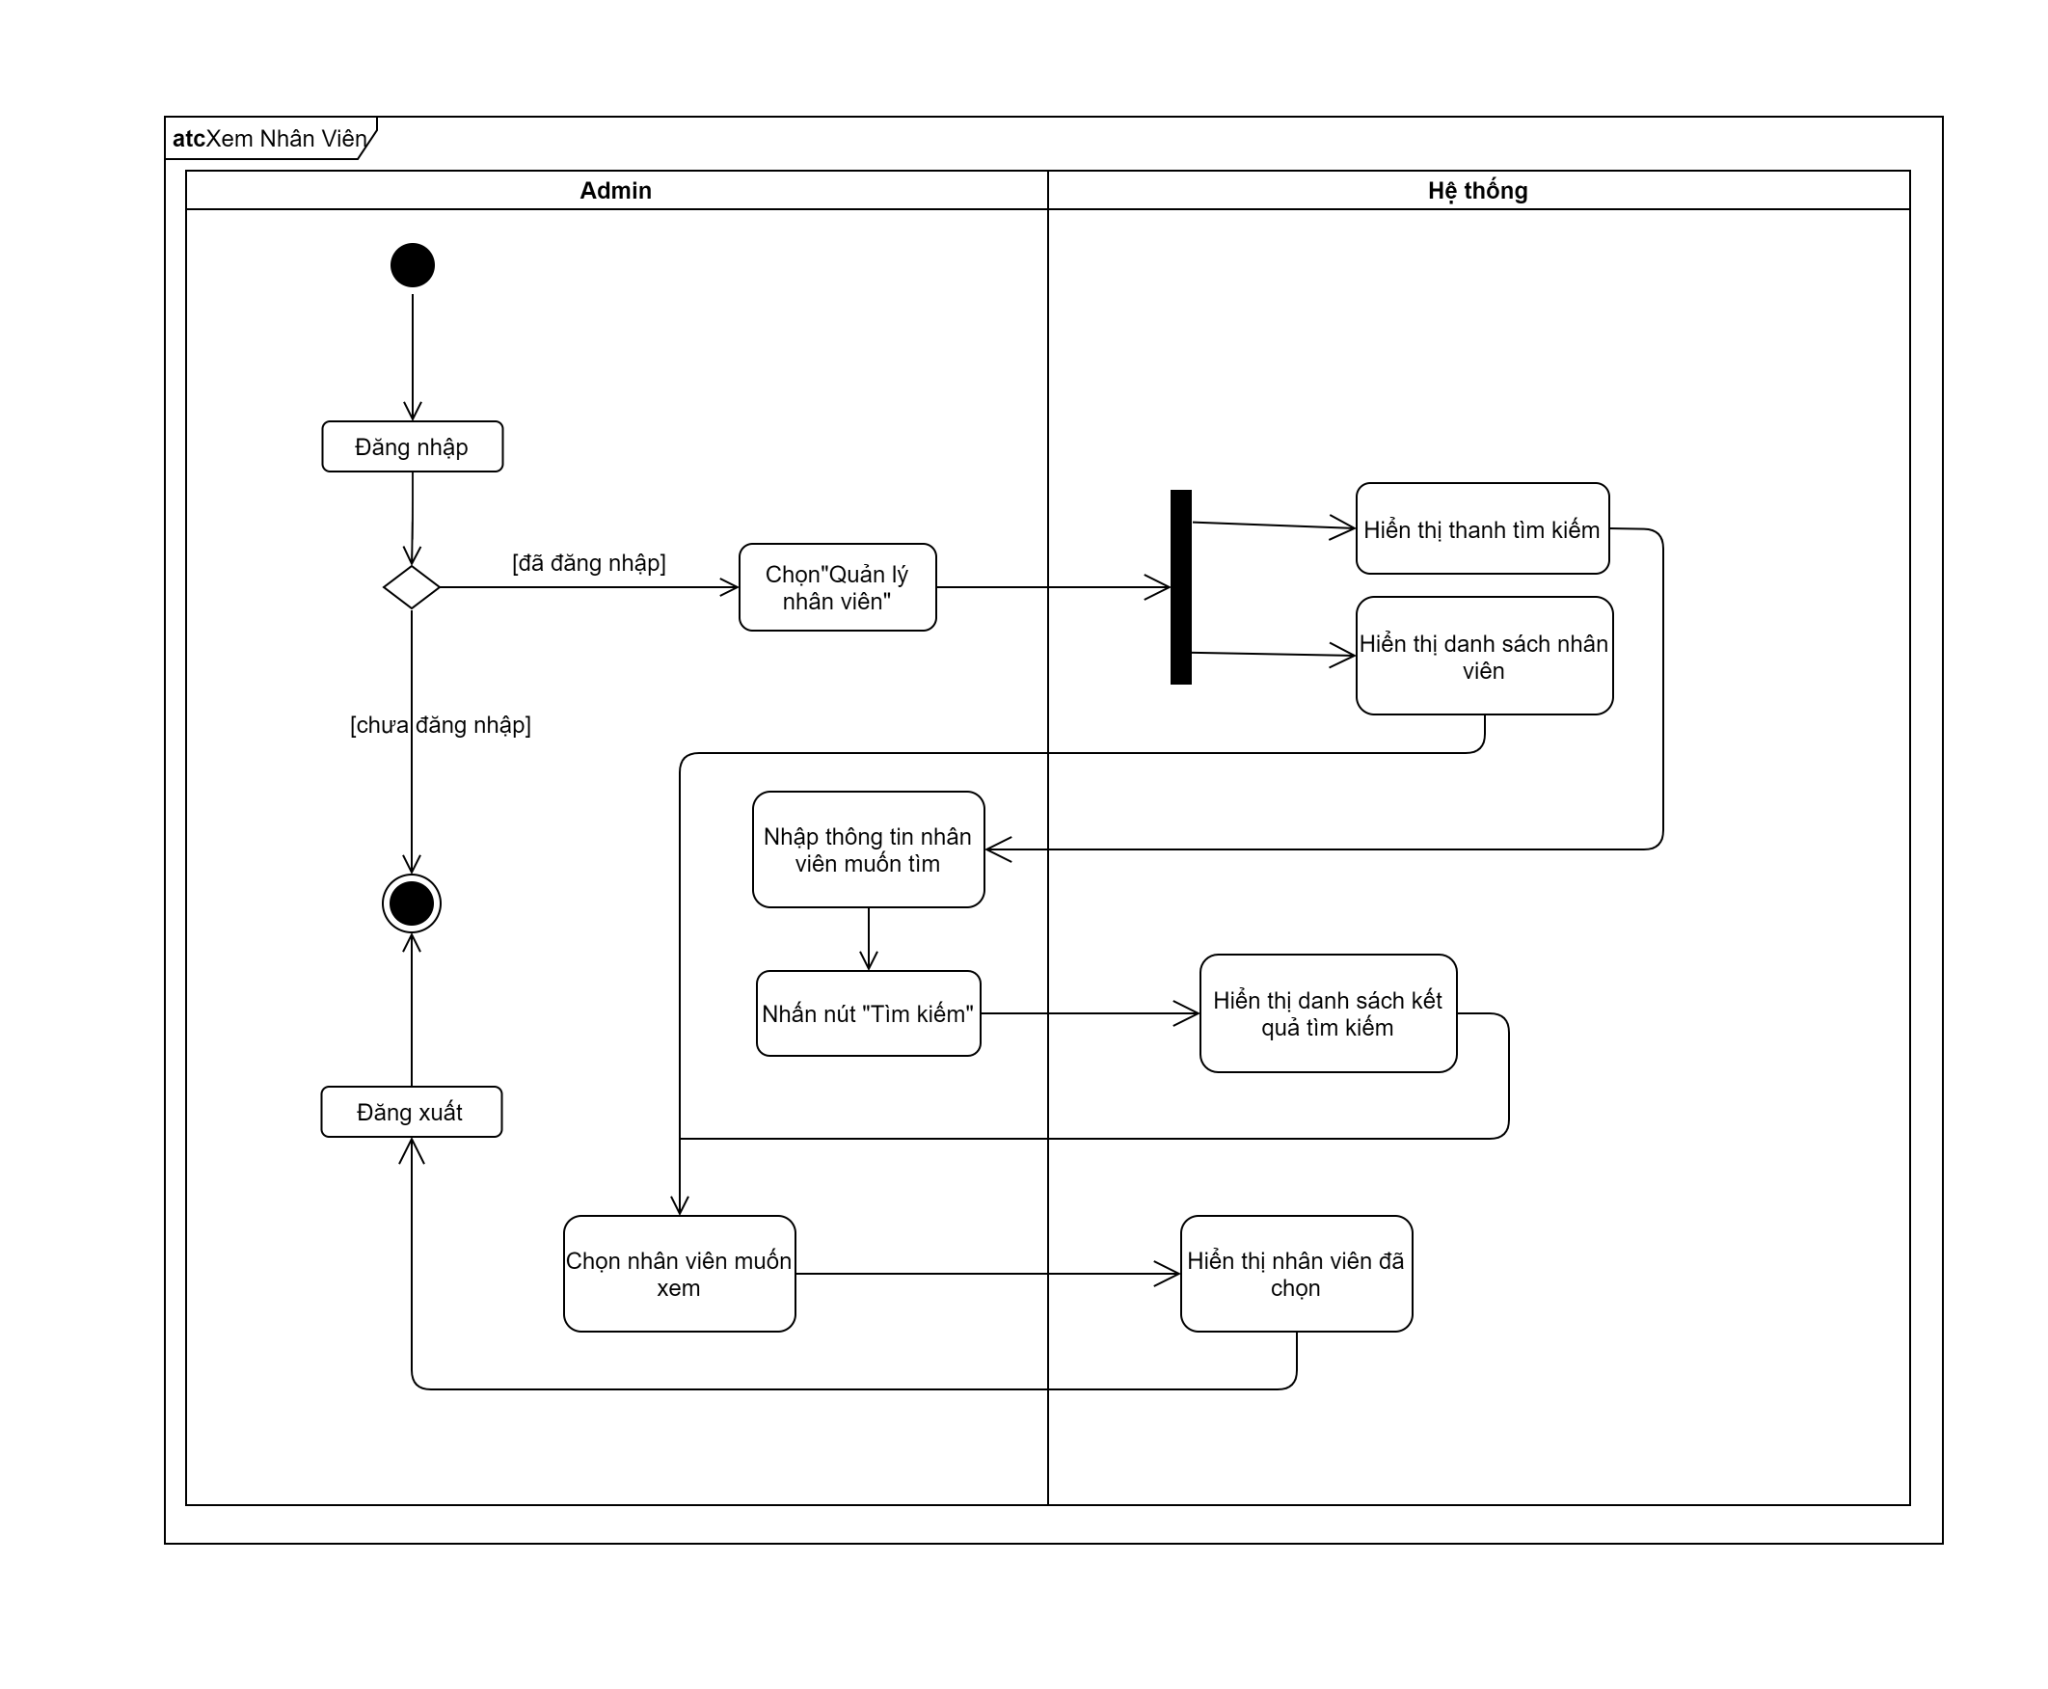 atcXem Nhân Viên
Admin
Hệ thống
Đăng nhập
[đã đăng nhập]
Chọn"Quản lý
nhân viên"
Hiển thị thanh tìm kiếm
Hiển thị danh sách nhân
viên
[chưa đăng nhập]
Nhập thông tin nhân
viên muốn tìm
Nhấn nút "Tìm kiếm"
Hiển thị danh sách kết
quả tìm kiếm
Đăng xuất
Chọn nhân viên muốn
xem
Hiển thị nhân viên đã
chọn